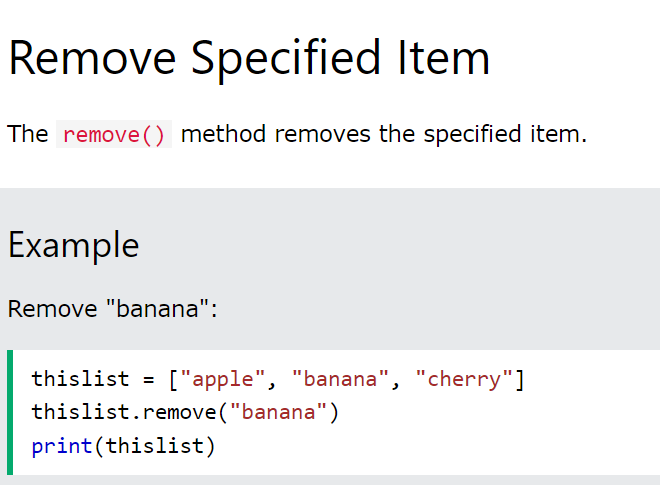 Remove Specified Item
The remove() method removes the specified item.
Example
Remove "banana":
thislist = ["apple", "banana", "cherry"]
thislist.remove("banana")
print(thislist)